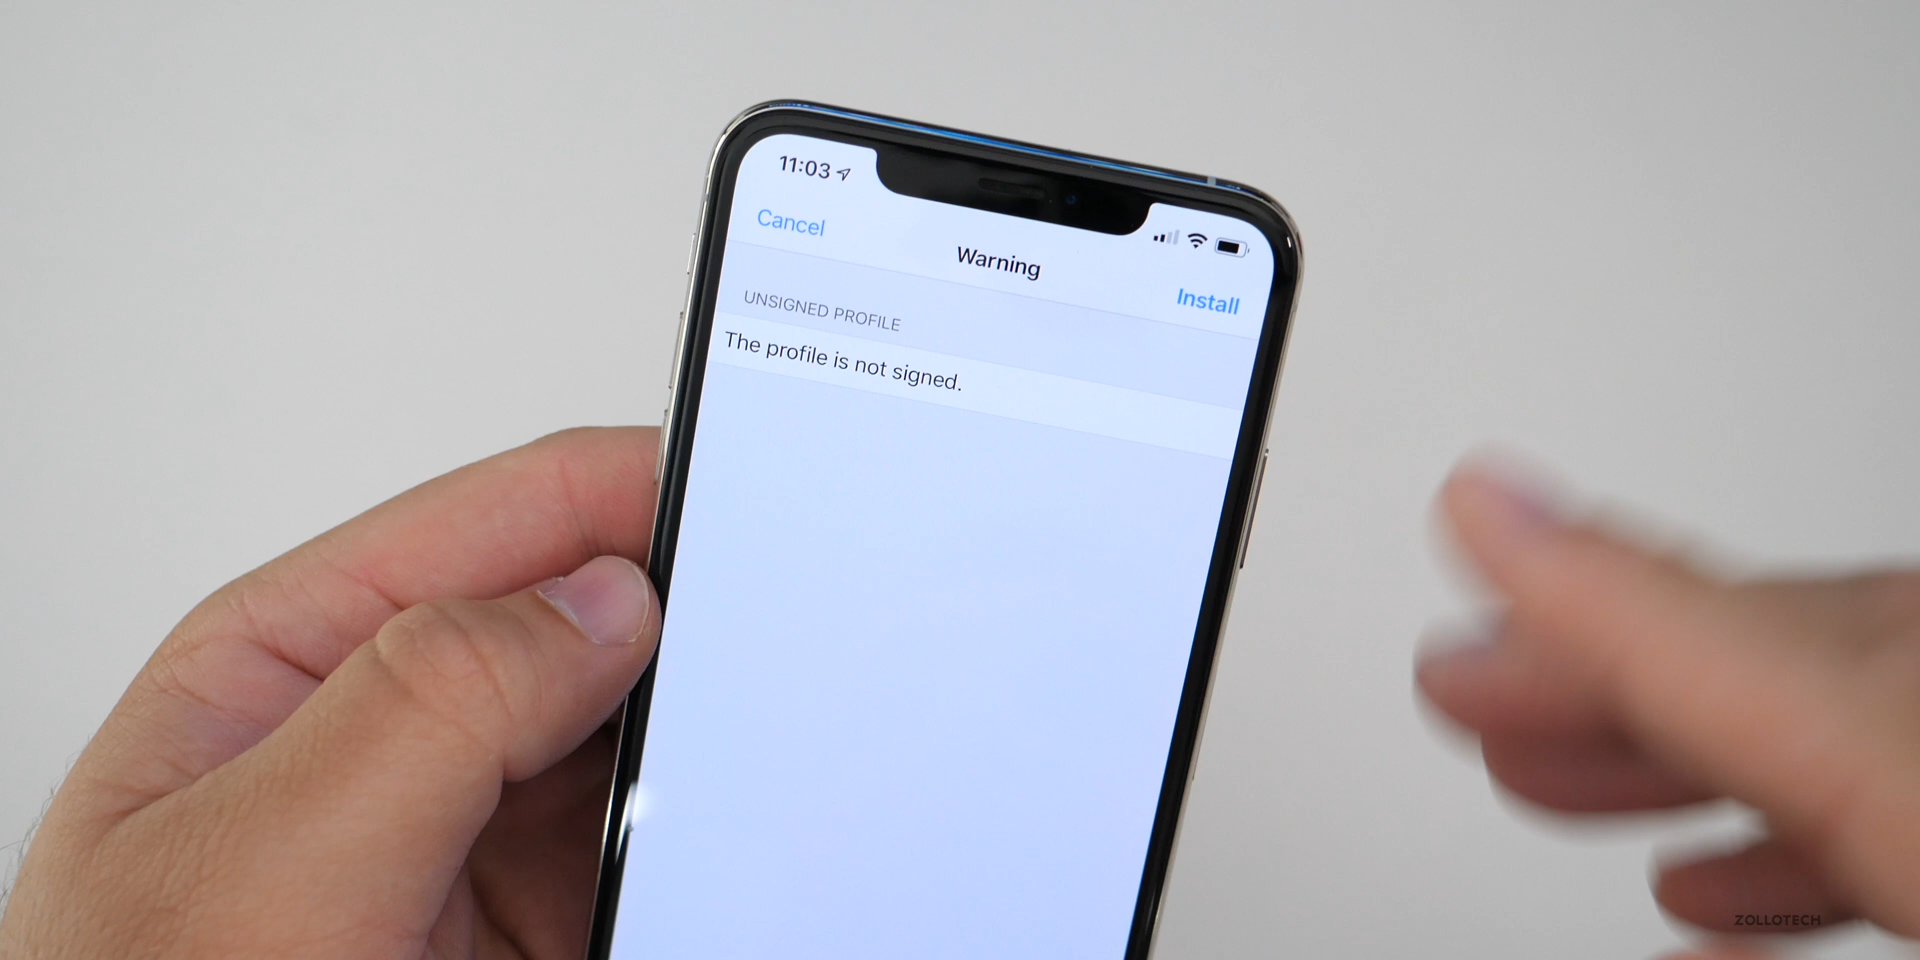 11:03
Cancel
Warning
Install
UNSIGNED PROFILE
The profile is not signed.
ZOLLOTECH